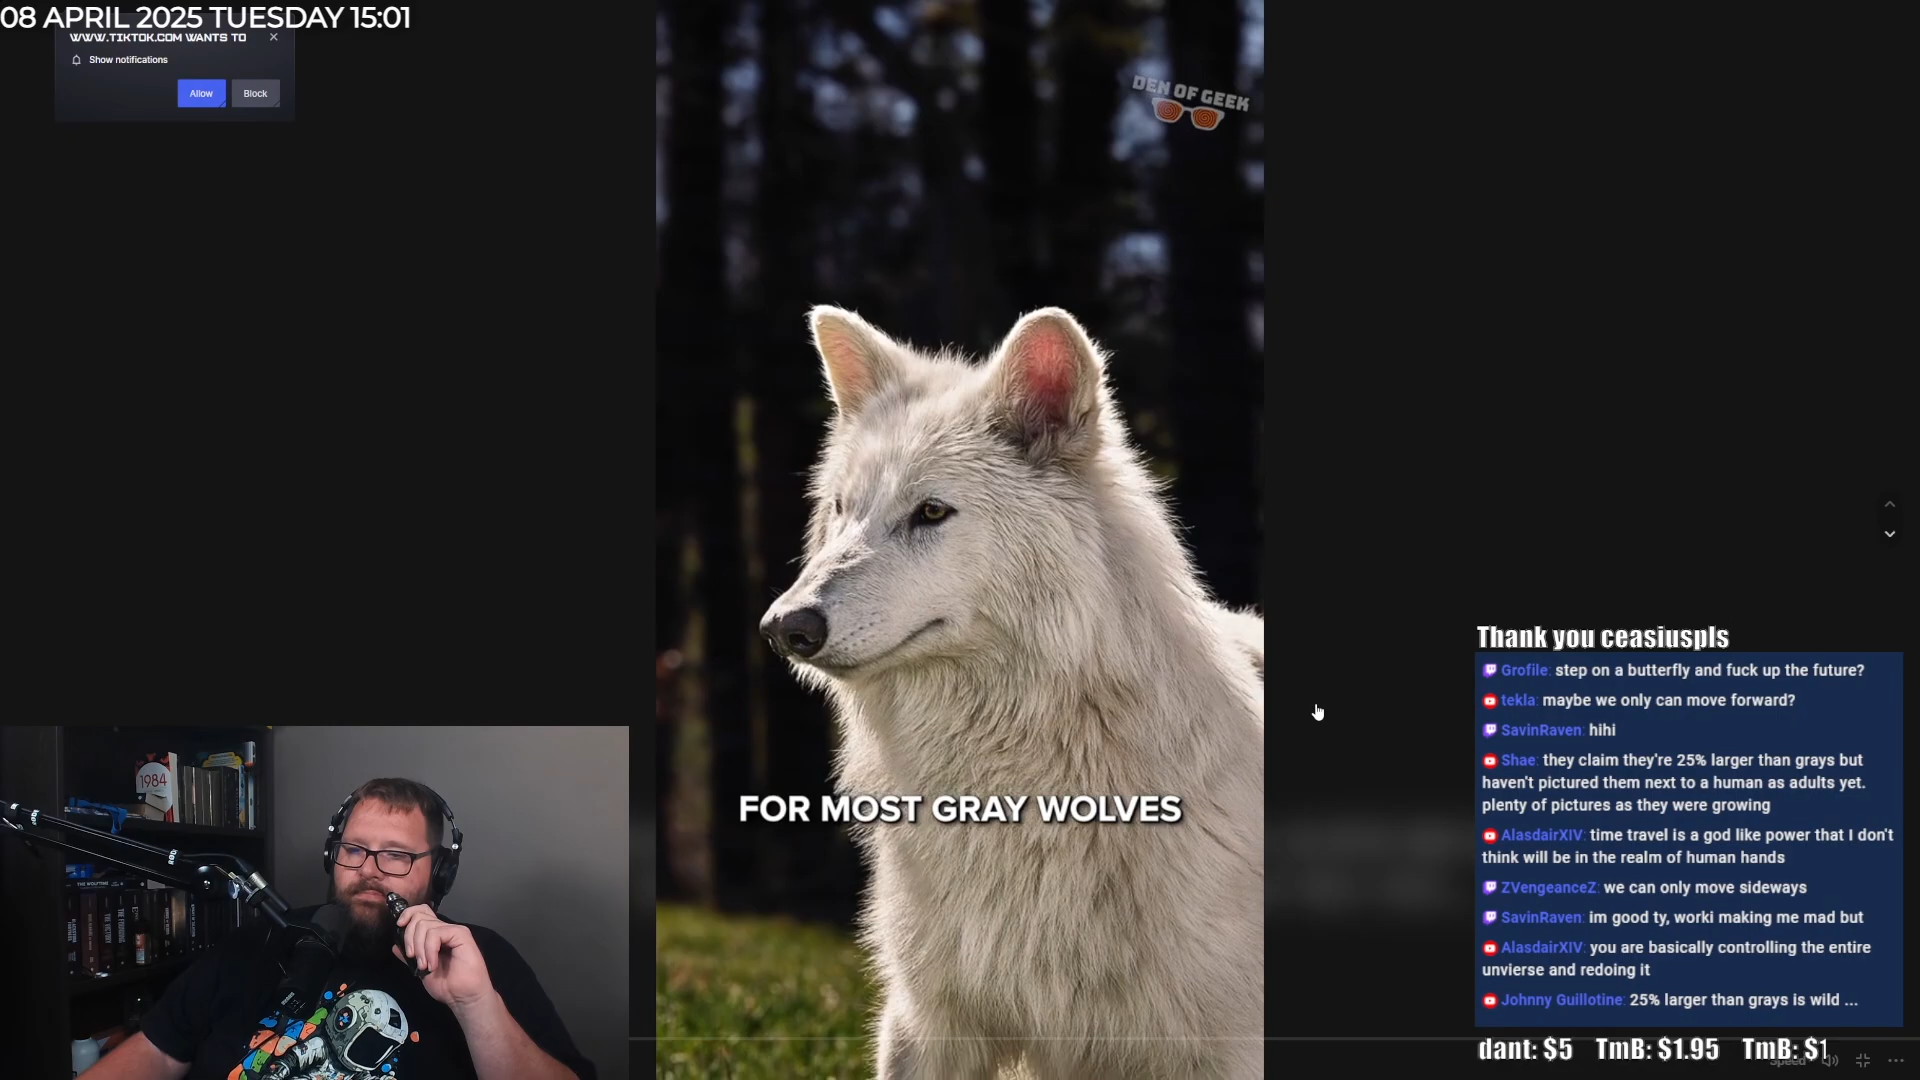 08 APRIL 2025 TUESDAY 15:01
WWW.TIKTOK.COM WANTS TO
Show notifications
Allow
Block
DEN OF GEEK
FOR MOST GRAY WOLVES
1984
Thank you ceasiuspls
Grofile: step on a butterfly and fuck up the future?
tekla: maybe we only can move forward?
SavinRaven: hihi
Shae: they claim they're 25% larger than grays but
haven't pictured them next to a human as adults yet.
plenty of pictures as they were growing
AlasdairXIV: time travel is a god like power that I don't
think will be in the realm of human hands
ZVengeanceZ: we can only move sideways
SavinRaven: im good ty, worki making me mad but
AlasdairXIV: you are basically controlling the entire
unvierse and redoing it
Johnny Guillotine: 25% larger than grays is wild ...
dant: $5 TmB: $1.95 TmB: $1
Speed